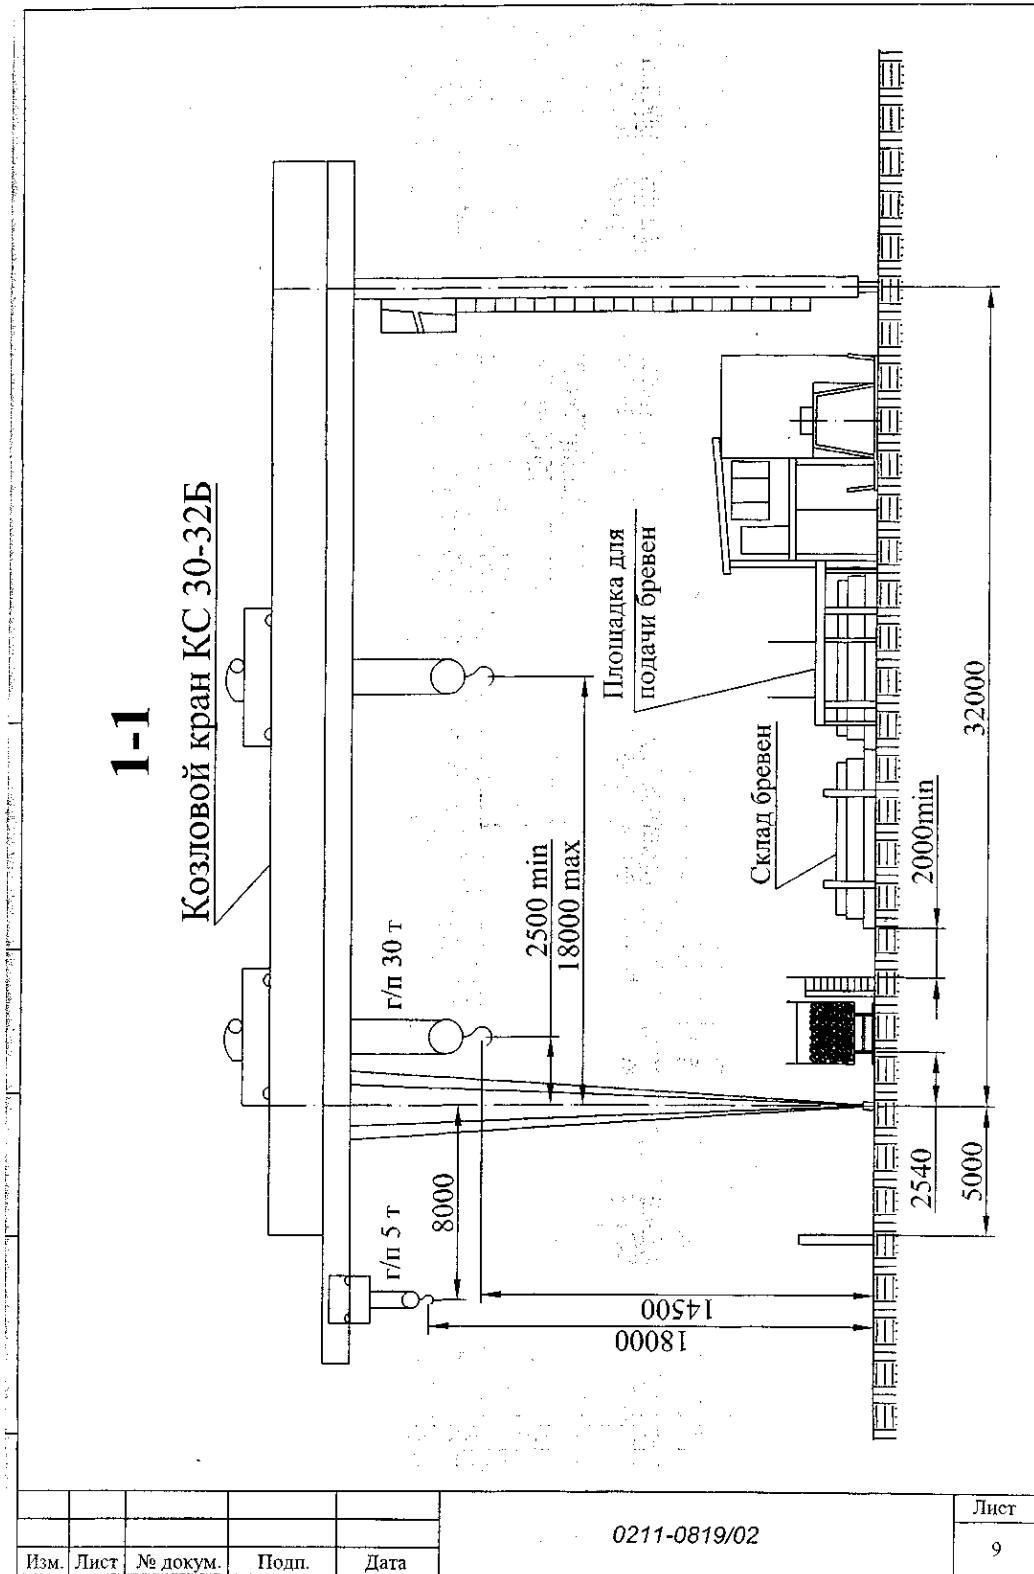 1-1
Козловой кран КС 30-32Б
г/п 30 т
г/п 5 т
8000
2500 min
18000 max
14500
18000
Площадка для
подачи бревен
Склад бревен
2000min
2540
5000
32000
Изм. Лист № докум. Подп. Дата
0211-0819/02
Лист
9